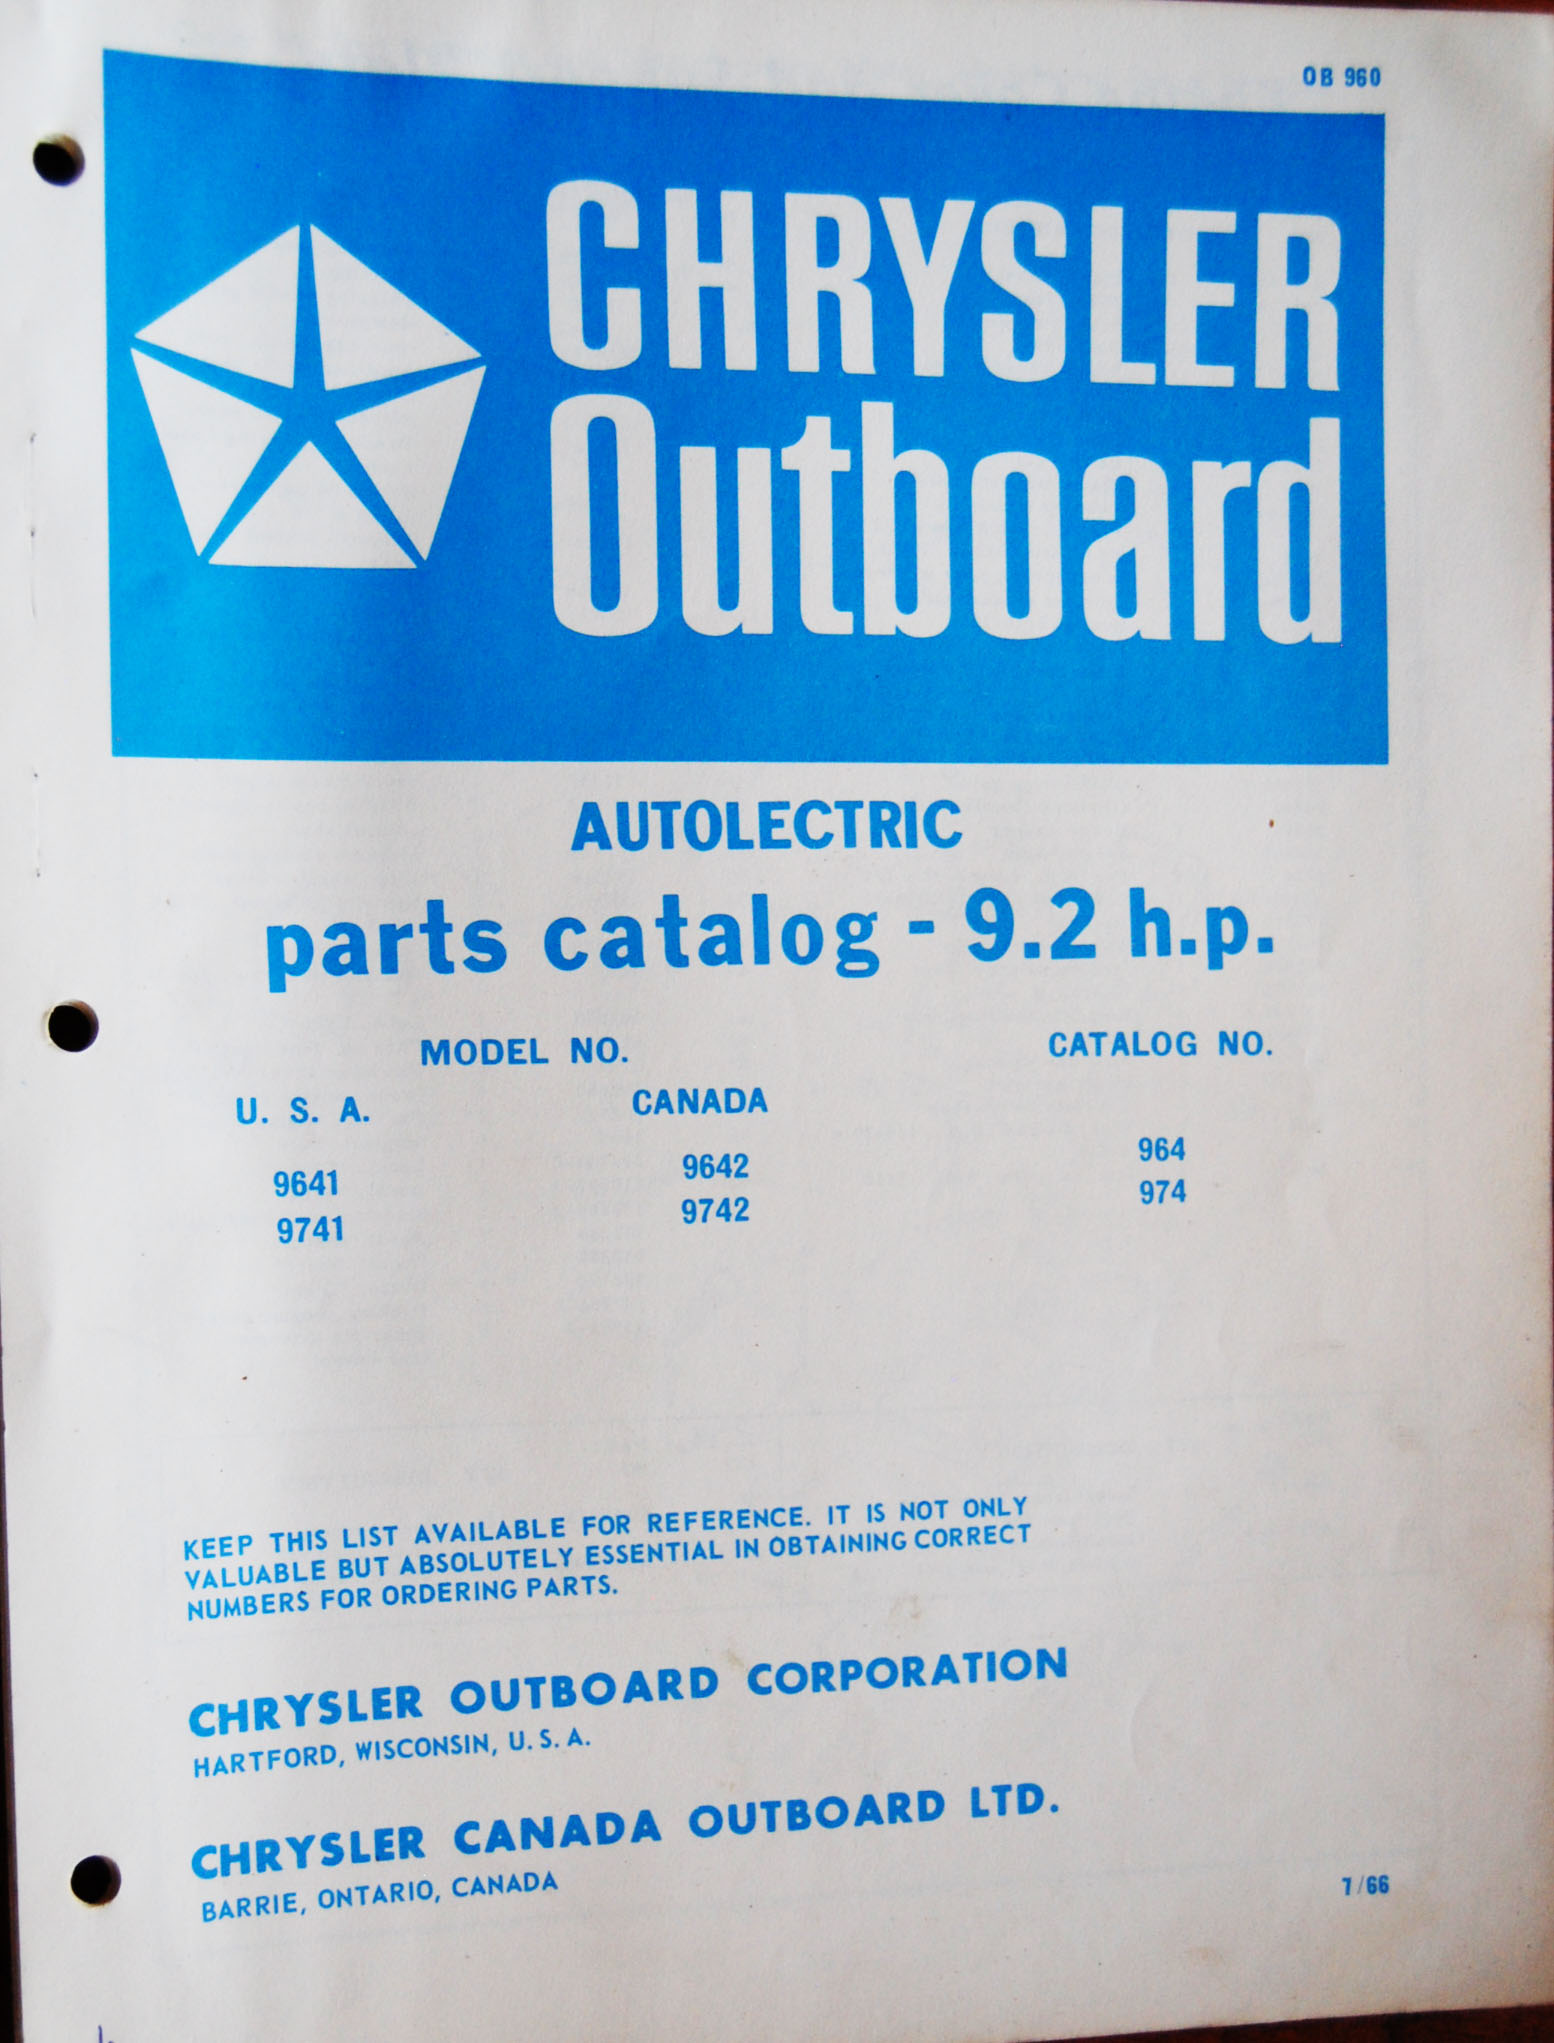 OB 960
CHRYSLER
Outboard
AUTOLECTRIC
parts catalog - 9.2 h.p.
MODEL NO. CATALOG NO.
U. S. A. CANADA
9641 9642 964
9741 9742 974
KEEP THIS LIST AVAILABLE FOR REFERENCE. IT IS NOT ONLY
VALUABLE BUT ABSOLUTELY ESSENTIAL IN OBTAINING CORRECT
NUMBERS FOR ORDERING PARTS.
CHRYSLER OUTBOARD CORPORATION
HARTFORD, WISCONSIN, U. S. A.
CHRYSLER CANADA OUTBOARD LTD.
BARRIE, ONTARIO, CANADA
7/66